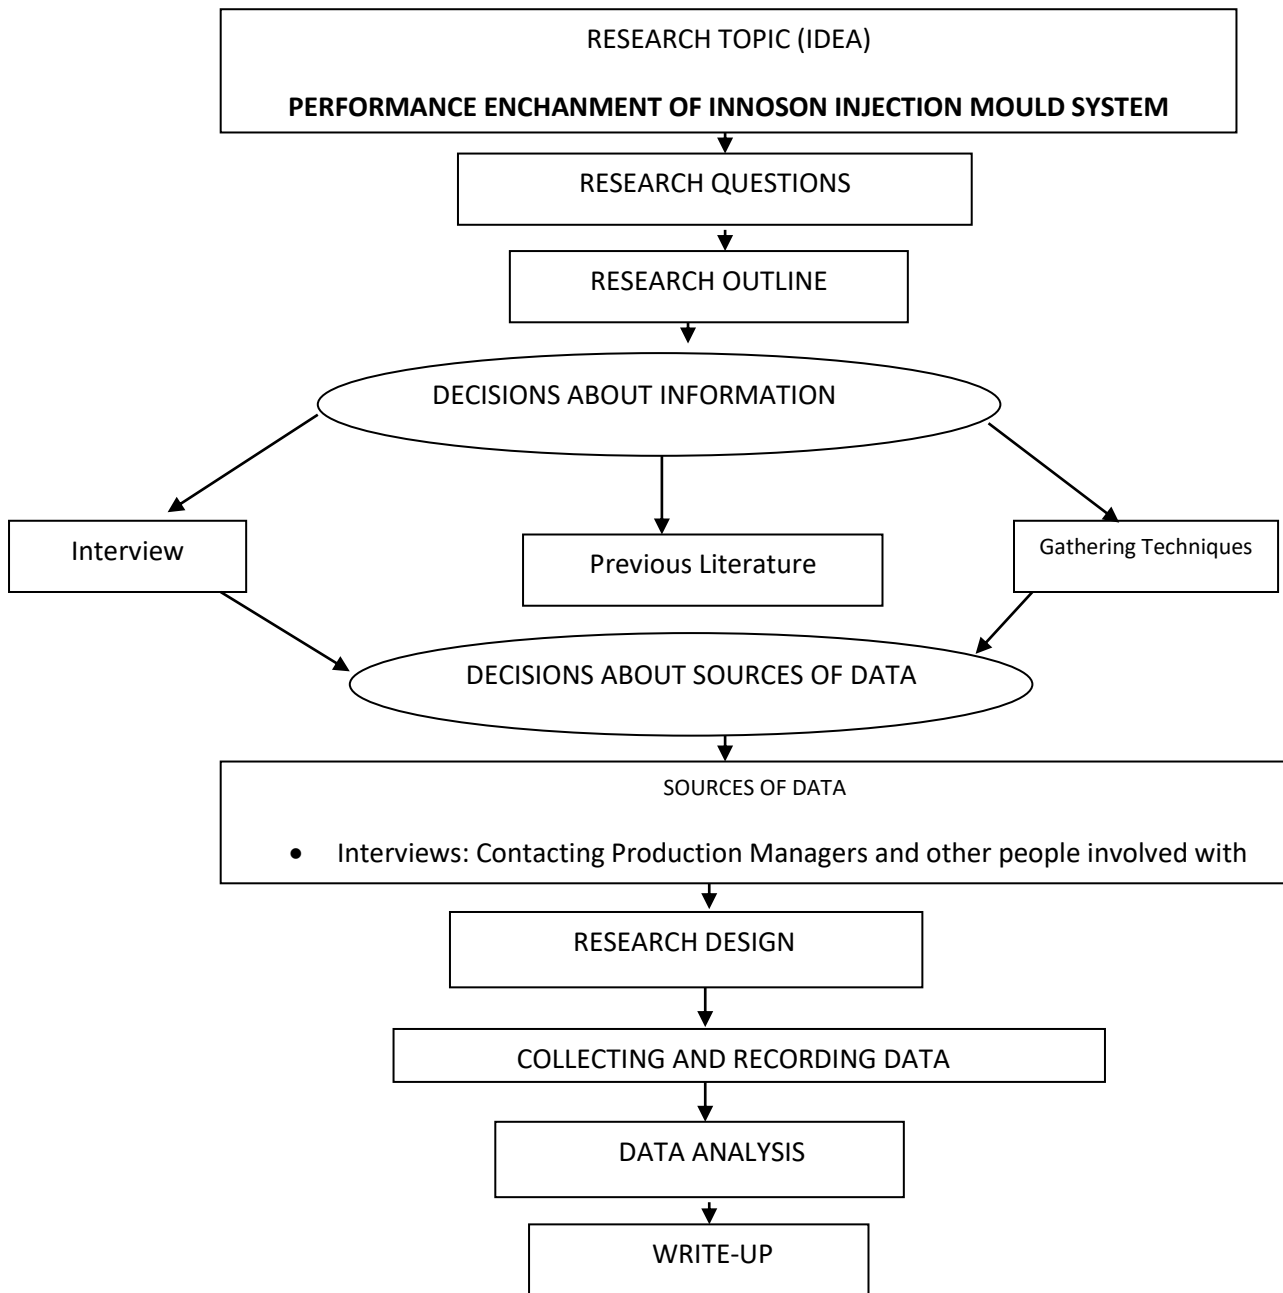 RESEARCH TOPIC (IDEA)
PERFORMANCE ENCHANMENT OF INNOSON INJECTION MOULD SYSTEM
RESEARCH QUESTIONS
RESEARCH OUTLINE
DECISIONS ABOUT INFORMATION
Interview
Previous Literature
Gathering Techniques
DECISIONS ABOUT SOURCES OF DATA
SOURCES OF DATA
• Interviews: Contacting Production Managers and other people involved with
RESEARCH DESIGN
COLLECTING AND RECORDING DATA
DATA ANALYSIS
WRITE-UP